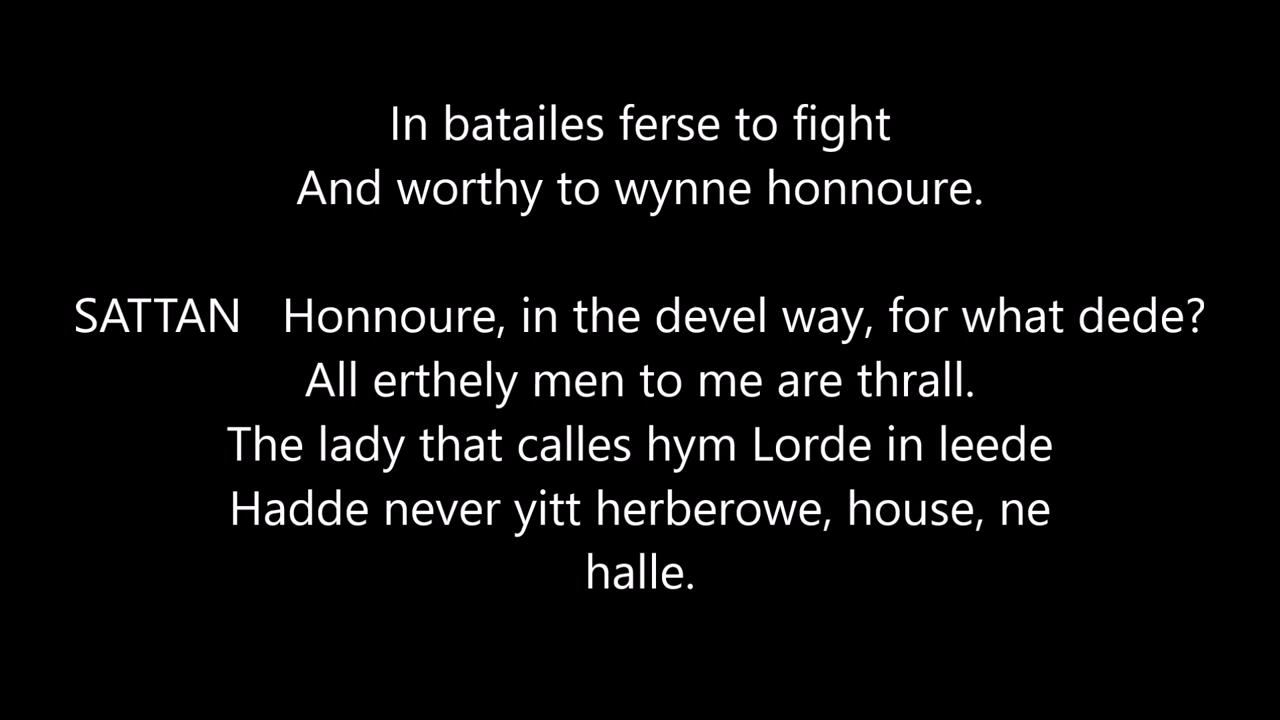 In batailes ferse to fight
And worthy to wynne honnoure.
SATTAN Honnoure, in the devel way, for what dede?
All erthely men to me are thrall.
The lady that calles hym Lorde in leede
Hadde never yitt herberowe, house, ne
halle.